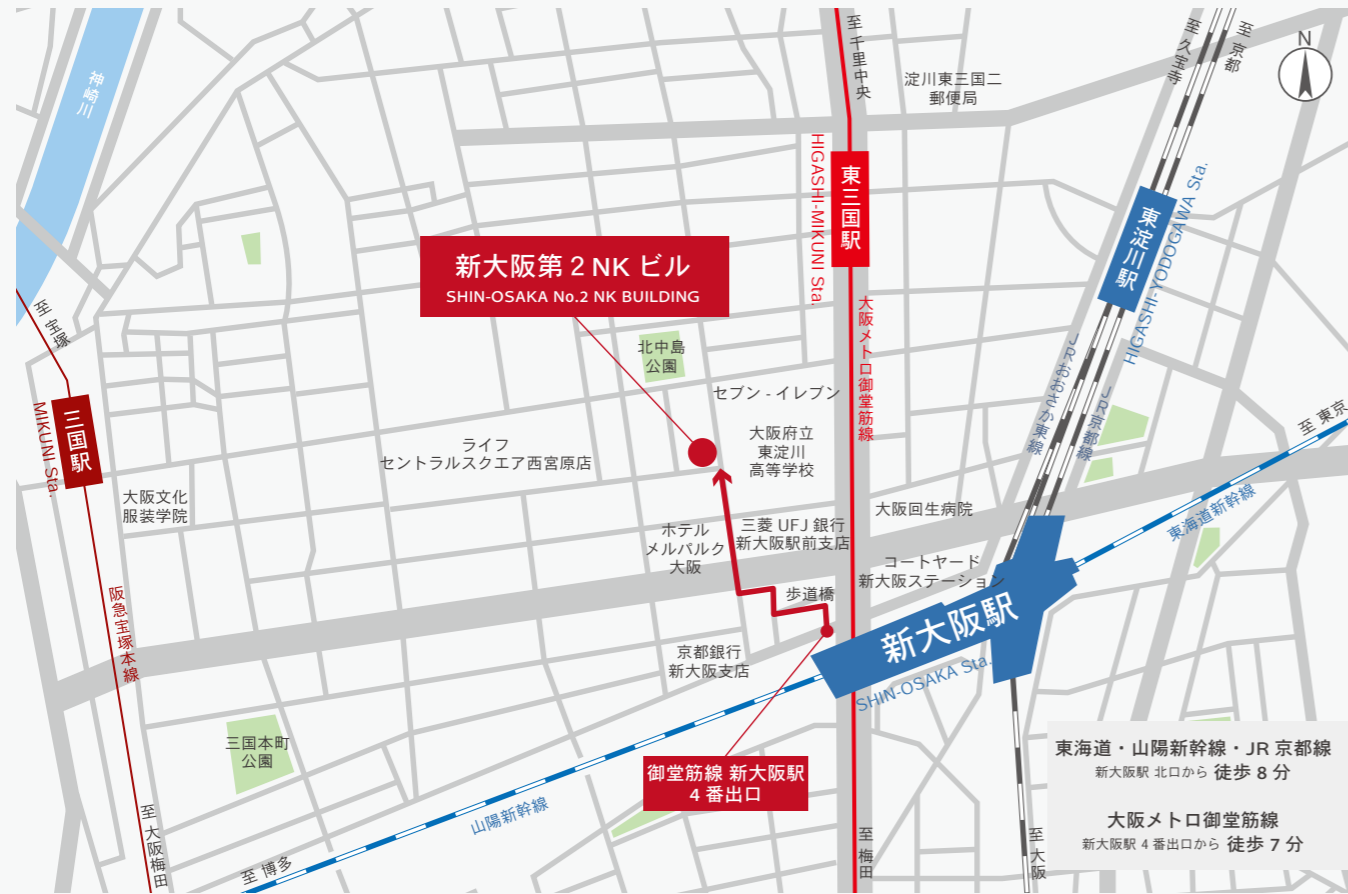 神崎川
至 千里中央
淀川東三国二
郵便局
至 久宝寺
至 京都
N
東三国駅
HIGASHI-MIKUNI Sta.
東淀川駅
HIGASHI-YODOGAWA Sta.
新大阪第2 NK ビル
SHIN-OSAKA No.2 NK BUILDING
至 宝塚
大阪メトロ御堂筋線
北中島
公園
JRおおさか東線
JR京都線
セブン - イレブン
三国駅
MIKUNI Sta.
ライフ
セントラルスクエア西宮原店
大阪府立
東淀川
高等学校
至 東京
大阪文化
服装学院
大阪回生病院
東海道新幹線
ホテル
メルパルク
大阪
三菱 UFJ 銀行
新大阪駅前支店
コートヤード
新大阪ステーション
歩道橋
阪急宝塚本線
新大阪駅
SHIN-OSAKA Sta.
京都銀行
新大阪支店
三国本町
公園
御堂筋線 新大阪駅
4 番出口
山陽新幹線
至 大阪梅田
至 博多
至 梅田
至 大阪
東海道・山陽新幹線・JR 京都線
新大阪駅 北口から 徒歩 8 分
大阪メトロ御堂筋線
新大阪駅 4 番出口から 徒歩 7 分